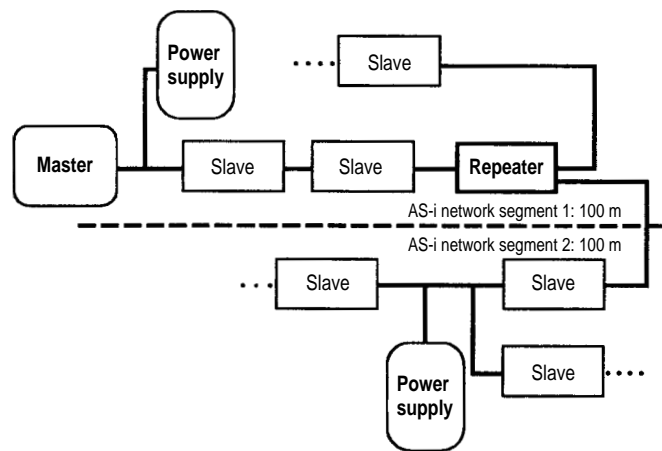 Power
supply
Slave
Master
Slave
Slave
Repeater
AS-i network segment 1: 100 m
AS-i network segment 2: 100 m
Slave
Slave
Power
supply
Slave